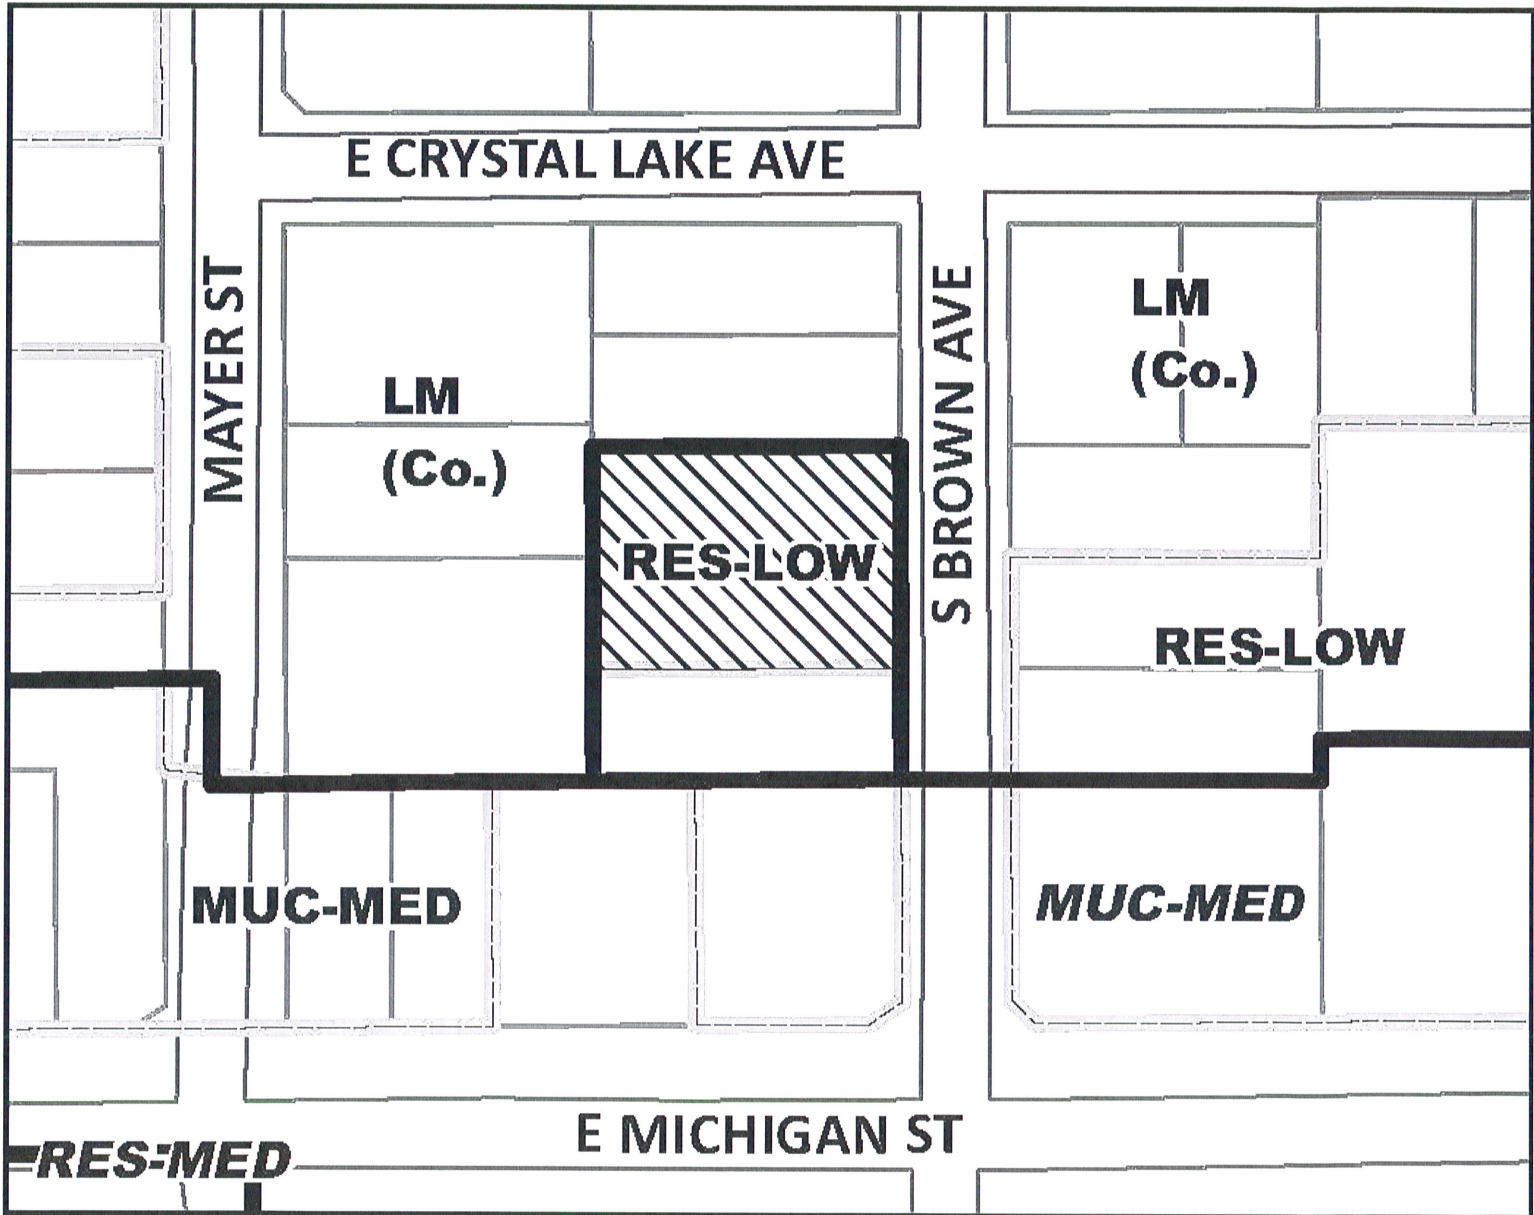 E CRYSTAL LAKE AVE
MAYER ST
S BROWN AVE
LM
(Co.)
LM
(Co.)
RES-LOW
RES-LOW
MUC-MED
MUC-MED
E MICHIGAN ST
RES-MED